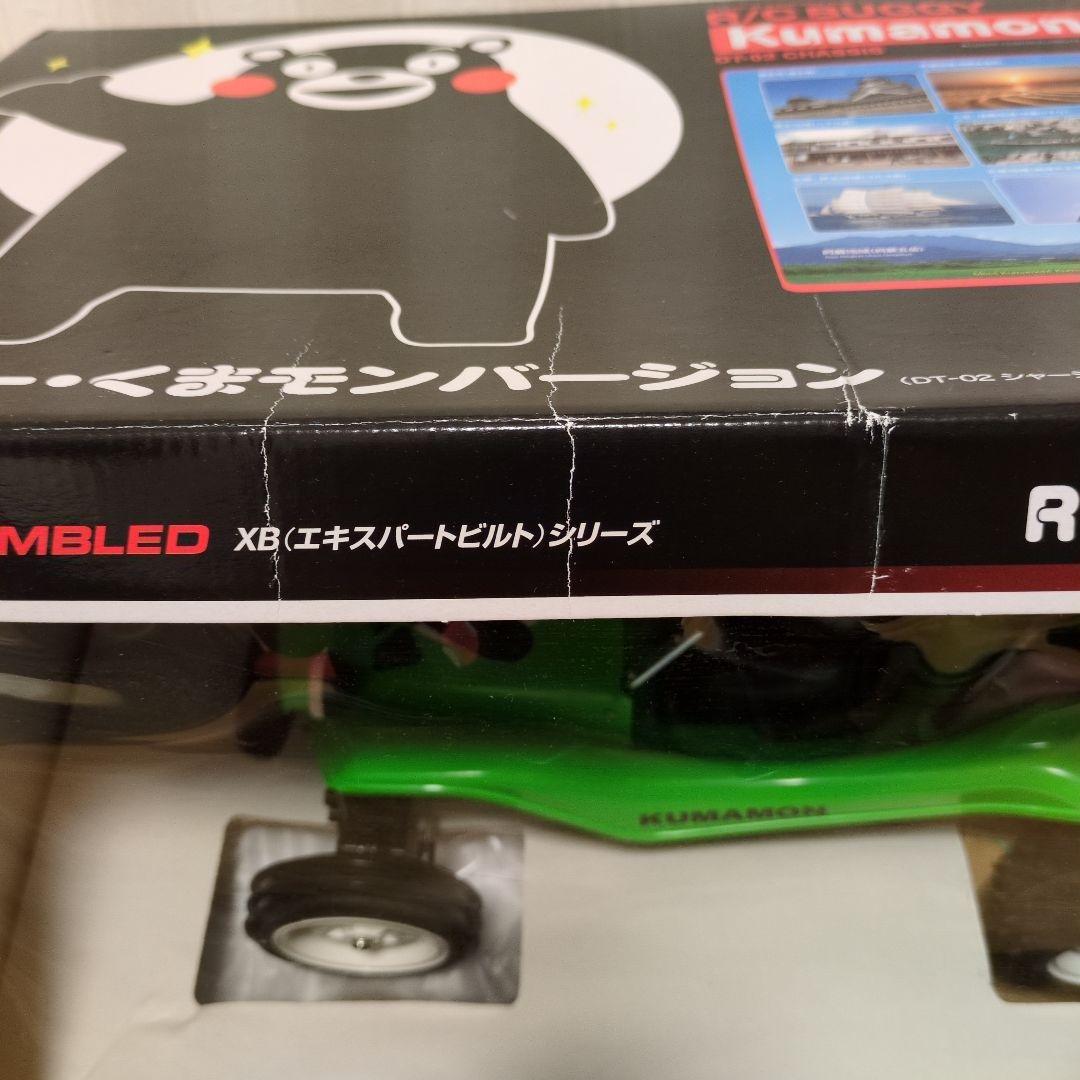 R/C BUGGY
Kumamon
DT-02 CHASSIS
ー・くまモンバージョン (DT-02 シャー
MBLED XB(エキスパートビルト)シリーズ
R
KUMAMON